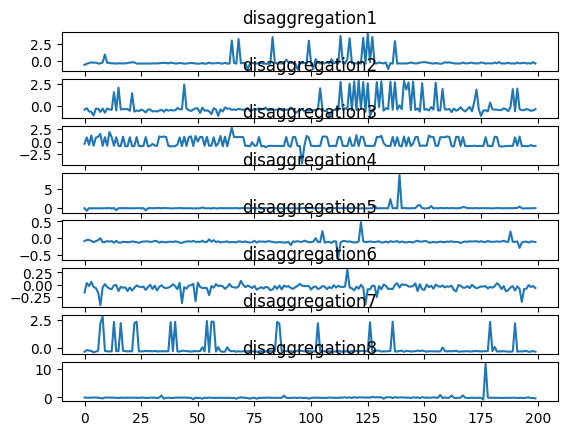 disaggregation1
2.5
0.0
disaggregation2
2.5
0.0
disaggregation3
2.5
0.0
−2.5
disaggregation4
5
0
disaggregation5
0.5
0.0
−0.5
disaggregation6
0.25
0.00
−0.25
disaggregation7
2.5
0.0
disaggregation8
10
0
0 25 50 75 100 125 150 175 200